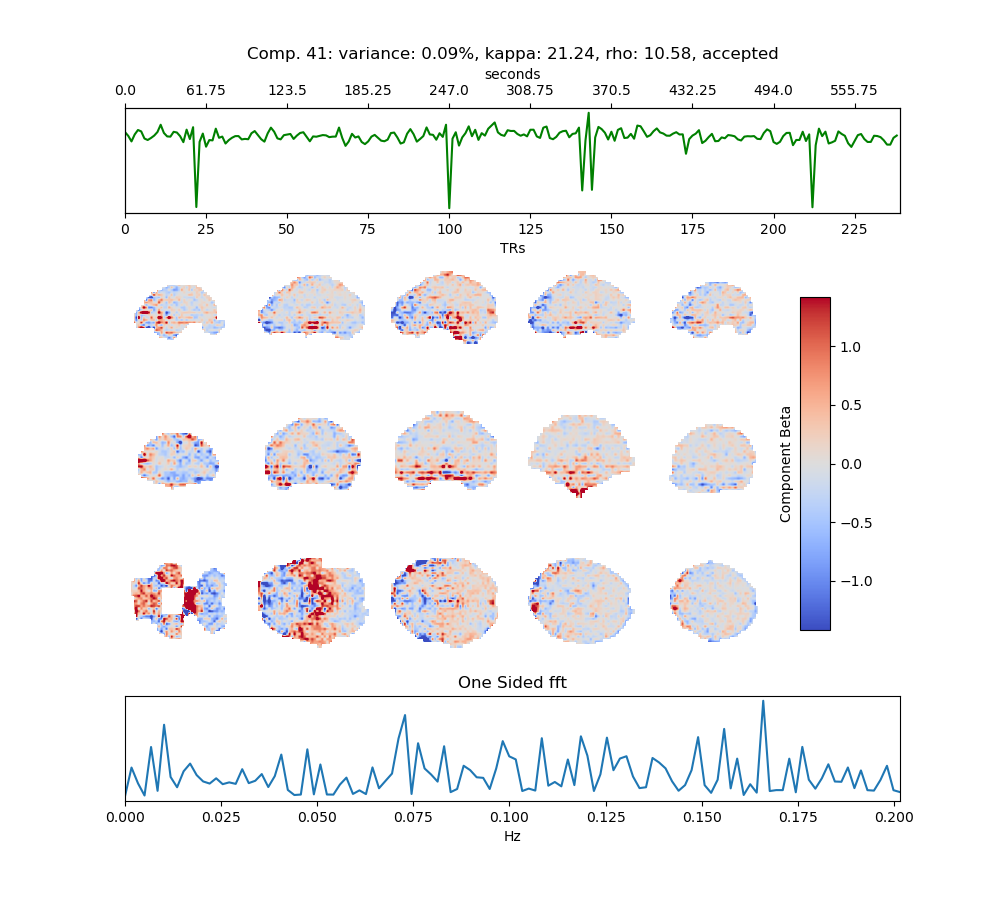 Comp. 41: variance: 0.09%, kappa: 21.24, rho: 10.58, accepted
seconds
0.0 61.75 123.5 185.25 247.0 308.75 370.5 432.25 494.0 555.75
0 25 50 75 100 125 150 175 200 225
TRs
1.0
0.5
0.0
−0.5
−1.0
Component Beta
One Sided fft
0.000 0.025 0.050 0.075 0.100 0.125 0.150 0.175 0.200
Hz